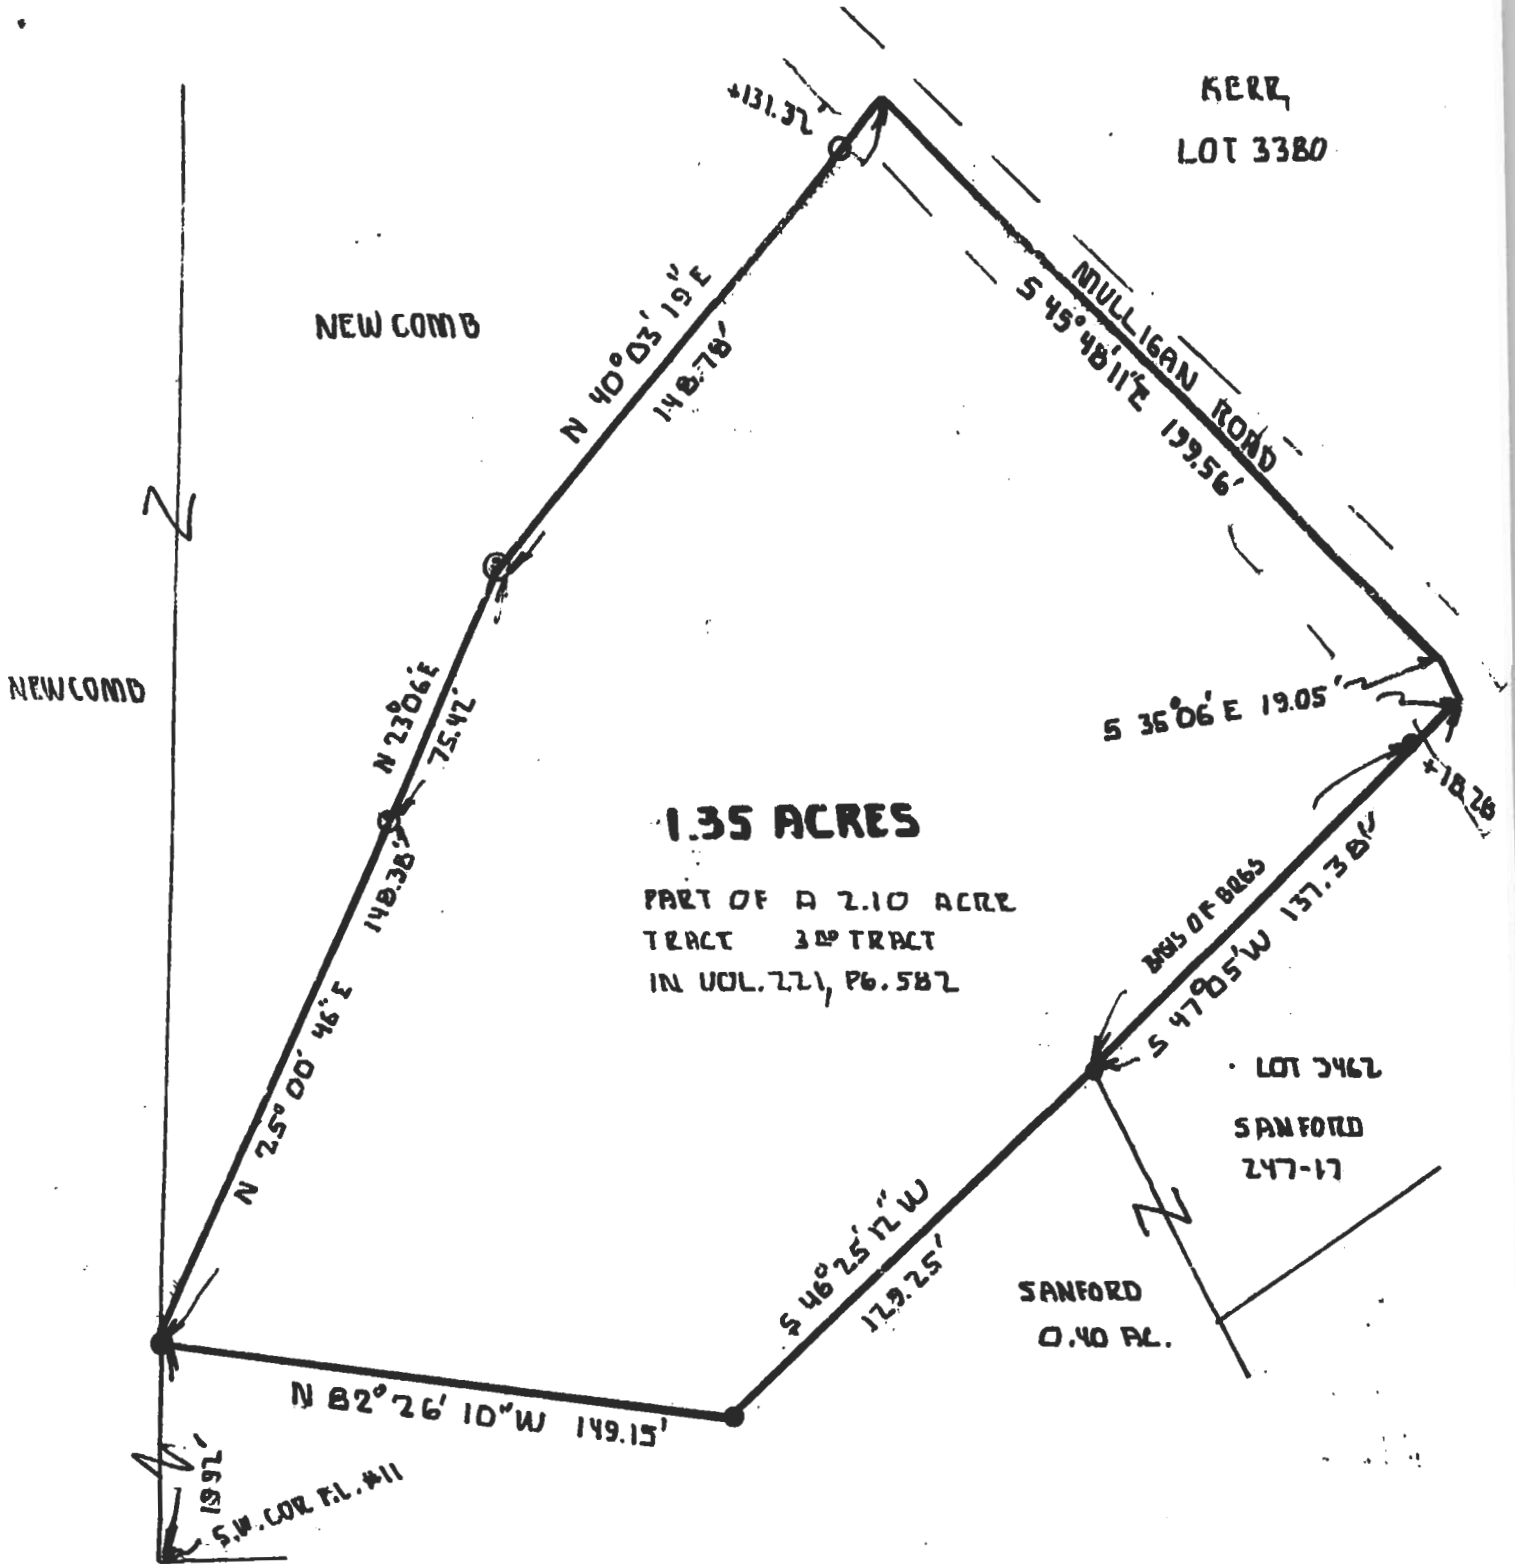 KERR
LOT 3380
+131.32'
NEWCOMB
N 40° 03' 19" E
148.78'
MULLIGAN ROAD
S 45° 48' 11" E 199.56'
NEWCOMB
N 23° 06' E
75.42'
S 35° 06' E 19.05'
+18.28
1.35 ACRES
PART OF A 2.10 ACRE
TRACT 3RD TRACT
IN VOL. 221, PG. 582
148.38'
N 25° 00' 46" E
BASIS OF BRGS
S 47° 05' W 137.38'
LOT 3462
SANFORD
247-17
S 46° 25' 12" W
129.25'
SANFORD
0.40 AC.
N 82° 26' 10" W 149.15'
1992'
S.W. COR F.L. #11